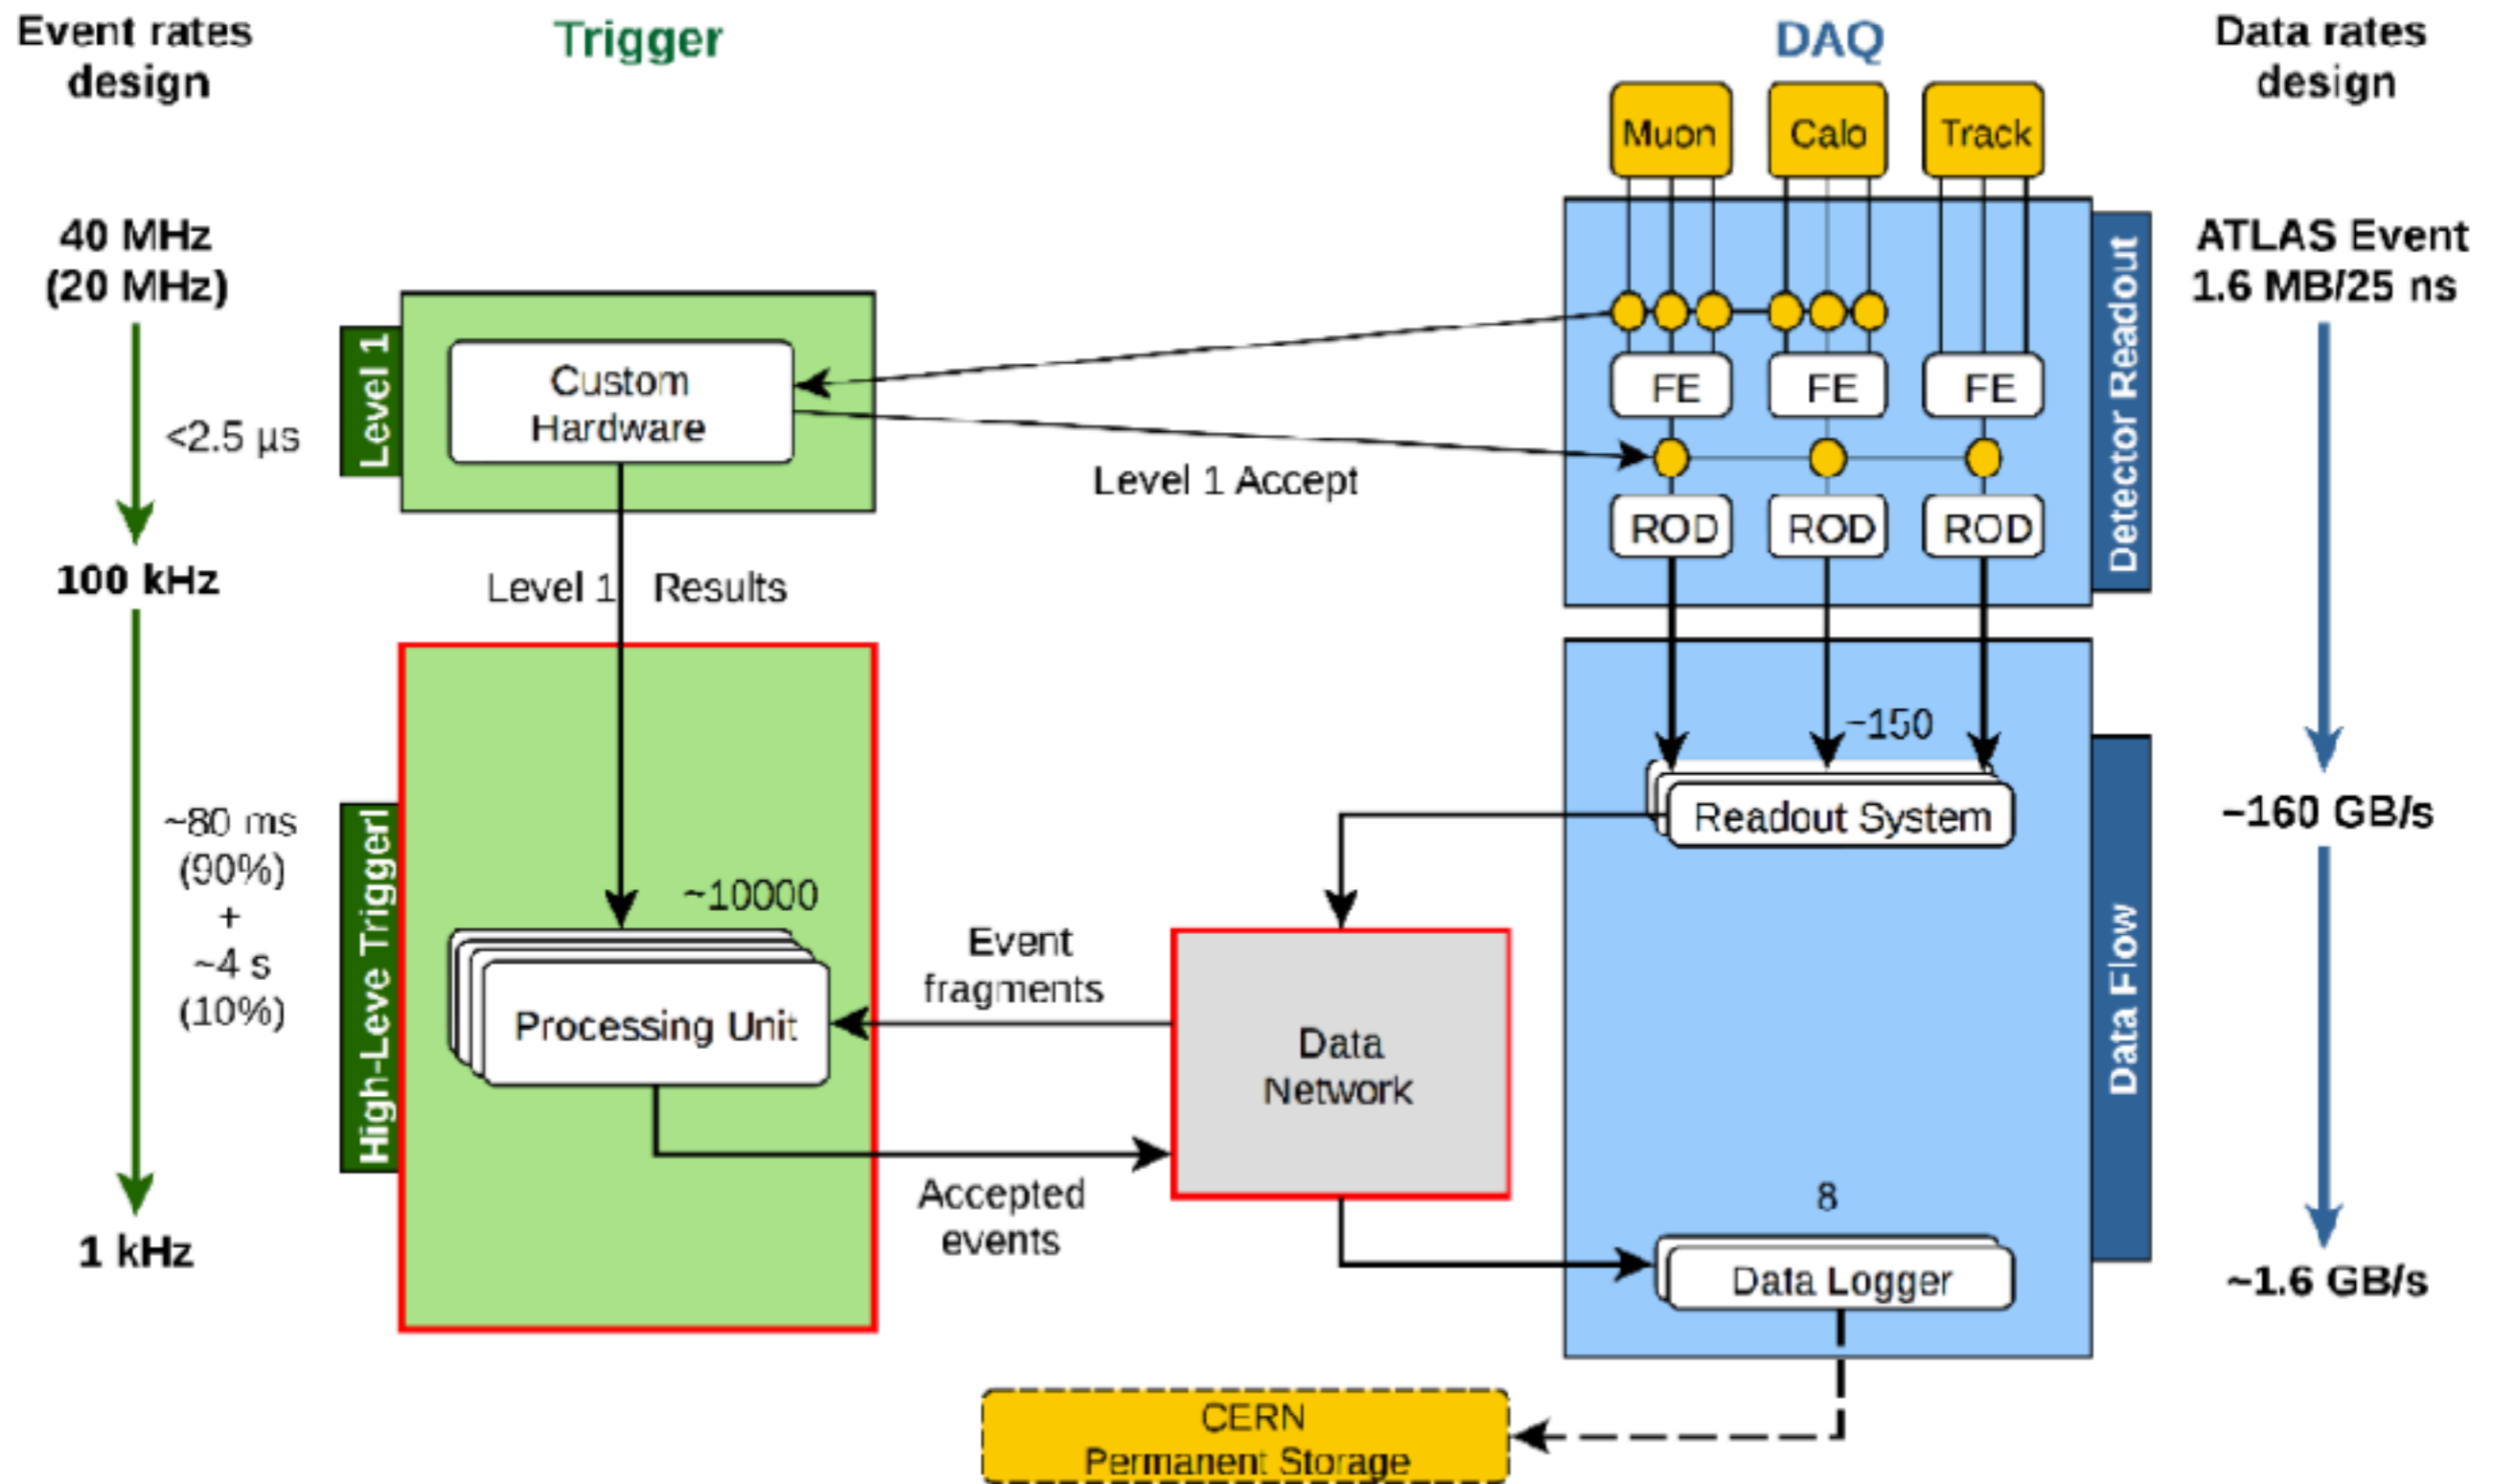 Event rates
design
Trigger
DAQ
Data rates
design
Muon
Calo
Track
40 MHz
(20 MHz)
ATLAS Event
1.6 MB/25 ns
Level 1
Custom
Hardware
<2.5 µs
FE
FE
FE
Detector Readout
Level 1 Accept
ROD
ROD
ROD
100 kHz
Level 1 Results
~150
Readout System
~160 GB/s
~80 ms
(90%)
+
~4 s
(10%)
High-Leve Triggerl
~10000
Processing Unit
Event
fragments
Data
Network
Data Flow
Accepted
events
8
Data Logger
1 kHz
~1.6 GB/s
CERN
Permanent Storage